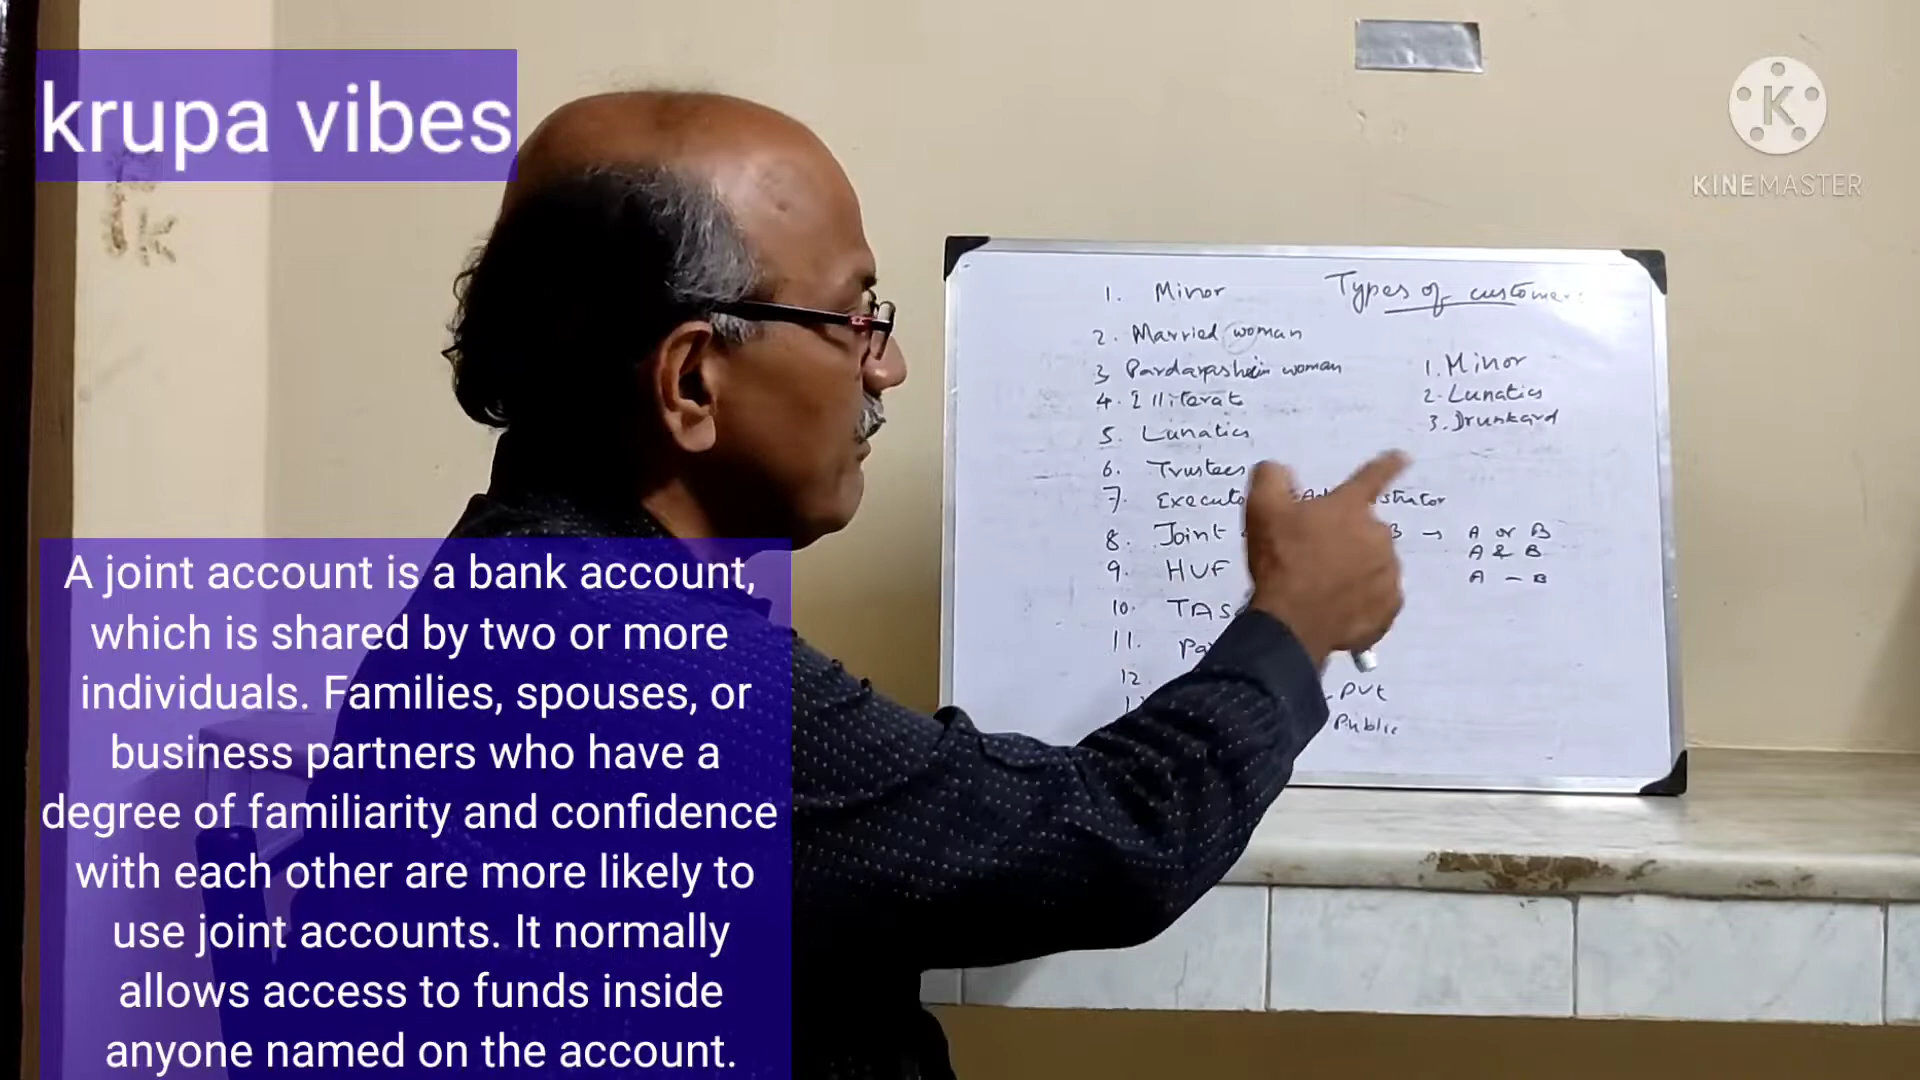 krupa vibes
KINEMASTER
A joint account is a bank account,
which is shared by two or more
individuals. Families, spouses, or
business partners who have a
degree of familiarity and confidence
with each other are more likely to
use joint accounts. It normally
allows access to funds inside
anyone named on the account.
Types of
1. Minor
2. Married woman
3 woman
4.
5. Lunatics
6. Trustees
7.
8. Joint
9. HUF
10.
11.
12
1. Minor
2. Lunatics
3. Drunkard
A or B
A & B
A - B
Pvt
Public